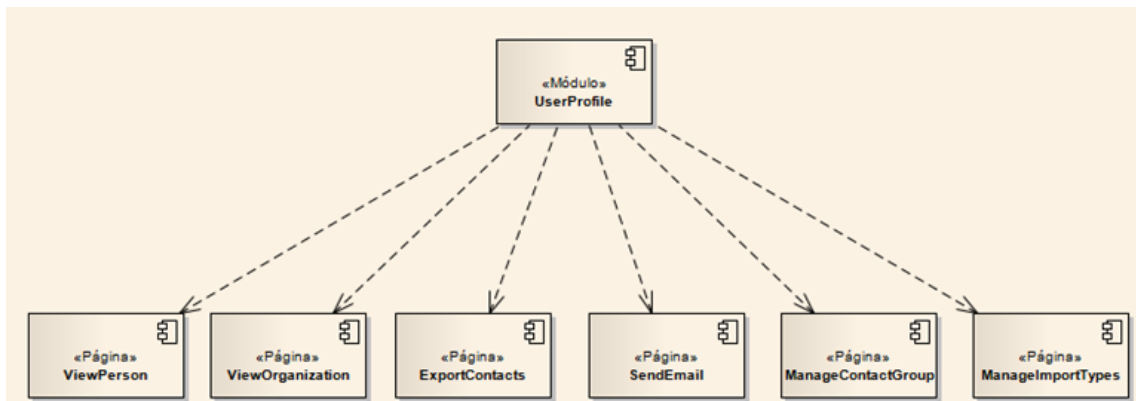 «Módulo»
UserProfile
«Página»
ViewPerson
«Página»
ViewOrganization
«Página»
ExportContacts
«Página»
SendEmail
«Página»
ManageContactGroup
«Página»
ManageImportTypes